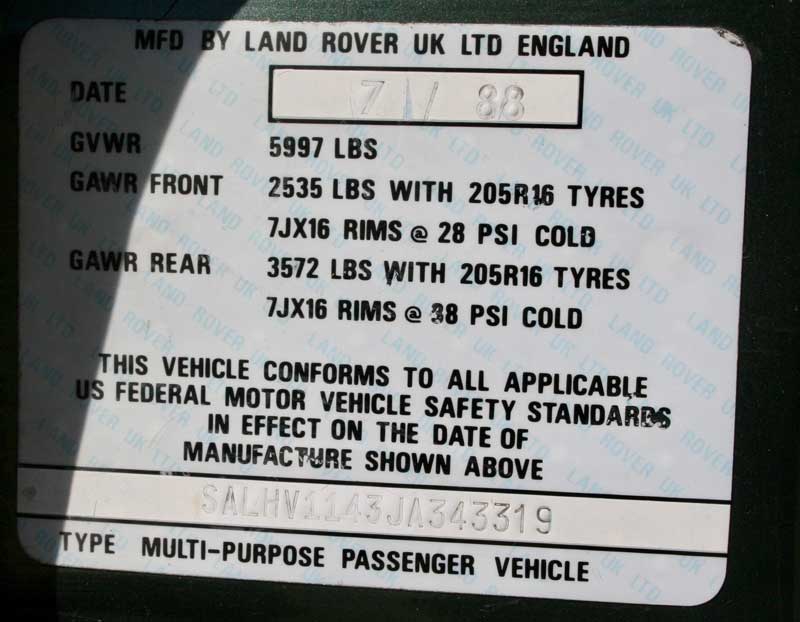 MFD BY LAND ROVER UK LTD ENGLAND
DATE 7 / 88
GVWR 5997 LBS
GAWR FRONT 2535 LBS WITH 205R16 TYRES
7JX16 RIMS @ 28 PSI COLD
GAWR REAR 3572 LBS WITH 205R16 TYRES
7JX16 RIMS @ 38 PSI COLD
THIS VEHICLE CONFORMS TO ALL APPLICABLE
US FEDERAL MOTOR VEHICLE SAFETY STANDARDS
IN EFFECT ON THE DATE OF
MANUFACTURE SHOWN ABOVE
SALHV1143JA343319
TYPE MULTI-PURPOSE PASSENGER VEHICLE